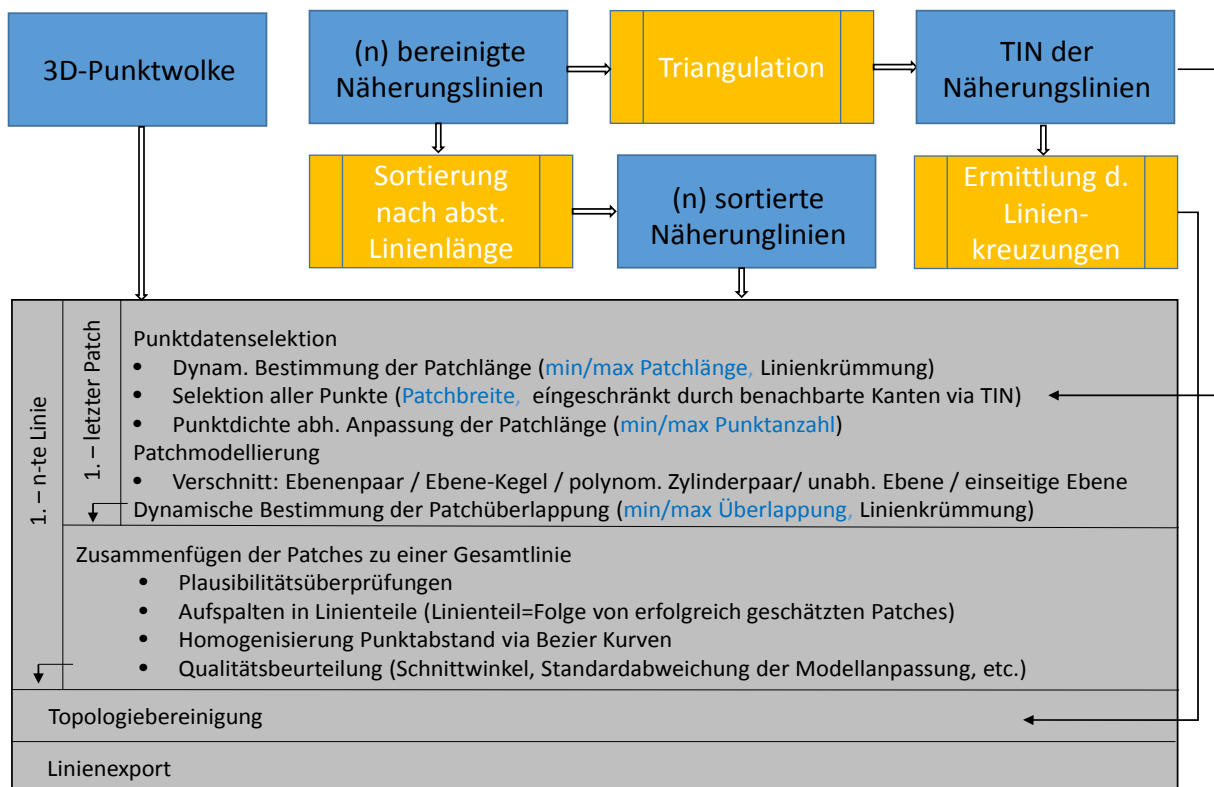 3D-Punktwolke
(n) bereinigte
Näherungslinien
Triangulation
TIN der
Näherungslinien
Sortierung
nach abst.
Linienlänge
(n) sortierte
Näherunglinien
Ermittlung d.
Linien-
kreuzungen
1. – n-te Linie
1. – letzter Patch
Punktdatenselektion
• Dynam. Bestimmung der Patchlänge (min/max Patchlänge, Linienkrümmung)
• Selektion aller Punkte (Patchbreite, eíngeschränkt durch benachbarte Kanten via TIN)
• Punktdichte abh. Anpassung der Patchlänge (min/max Punktanzahl)
Patchmodellierung
• Verschnitt: Ebenenpaar / Ebene-Kegel / polynom. Zylinderpaar/ unabh. Ebene / einseitige Ebene
Dynamische Bestimmung der Patchüberlappung (min/max Überlappung, Linienkrümmung)
Zusammenfügen der Patches zu einer Gesamtlinie
• Plausibilitätsüberprüfungen
• Aufspalten in Linienteile (Linienteil=Folge von erfolgreich geschätzten Patches)
• Homogenisierung Punktabstand via Bezier Kurven
• Qualitätsbeurteilung (Schnittwinkel, Standardabweichung der Modellanpassung, etc.)
Topologiebereinigung
Linienexport